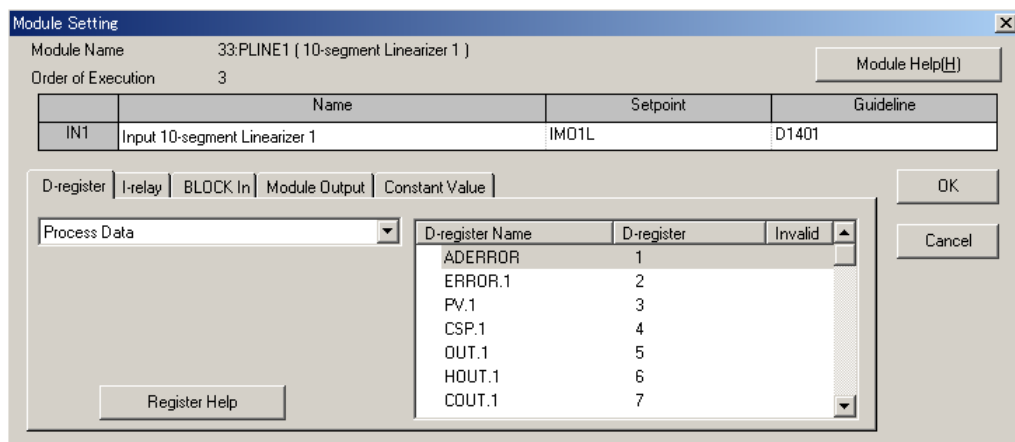 Module Setting
Module Name 33:PLINE1 ( 10-segment Linearizer 1 )
Module Help(H)
Order of Execution 3
Name Setpoint Guideline
IN1 Input 10-segment Linearizer 1 IMO1L D1401
D-register I-relay BLOCK In Module Output Constant Value
OK
Process Data
D-register Name D-register Invalid
Cancel
ADERROR 1
ERROR.1 2
PV.1 3
CSP.1 4
OUT.1 5
HOUT.1 6
COUT.1 7
Register Help